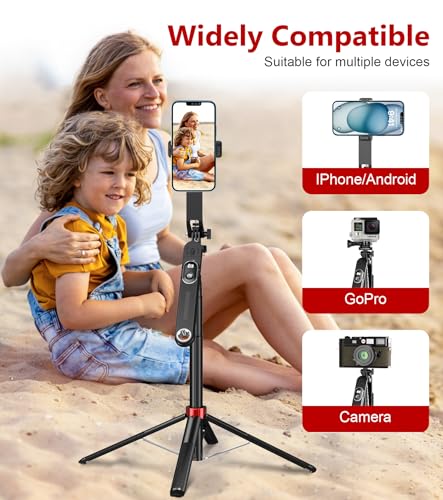 Widely Compatible
Suitable for multiple devices
IPhone/Android
GoPro
Camera